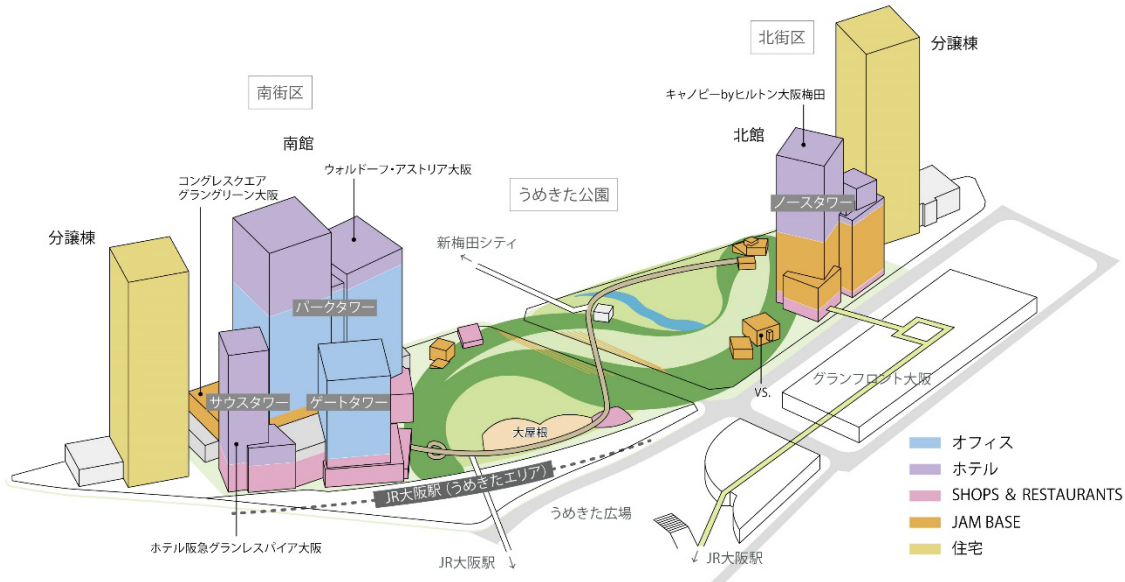 北街区
分譲棟
南街区
キャノピーbyヒルトン大阪梅田
北館
南館
ウォルドーフ・アストリア大阪
コングレスクエア
グラングリーン大阪
うめきた公園
ノースタワー
分譲棟
新梅田シティ
パークタワー
グランフロント大阪
VS.
サウスタワー
ゲートタワー
大屋根
オフィス
ホテル
SHOPS & RESTAURANTS
JAM BASE
住宅
JR大阪駅（うめきたエリア）
うめきた広場
ホテル阪急グランレスパイア大阪
JR大阪駅
JR大阪駅